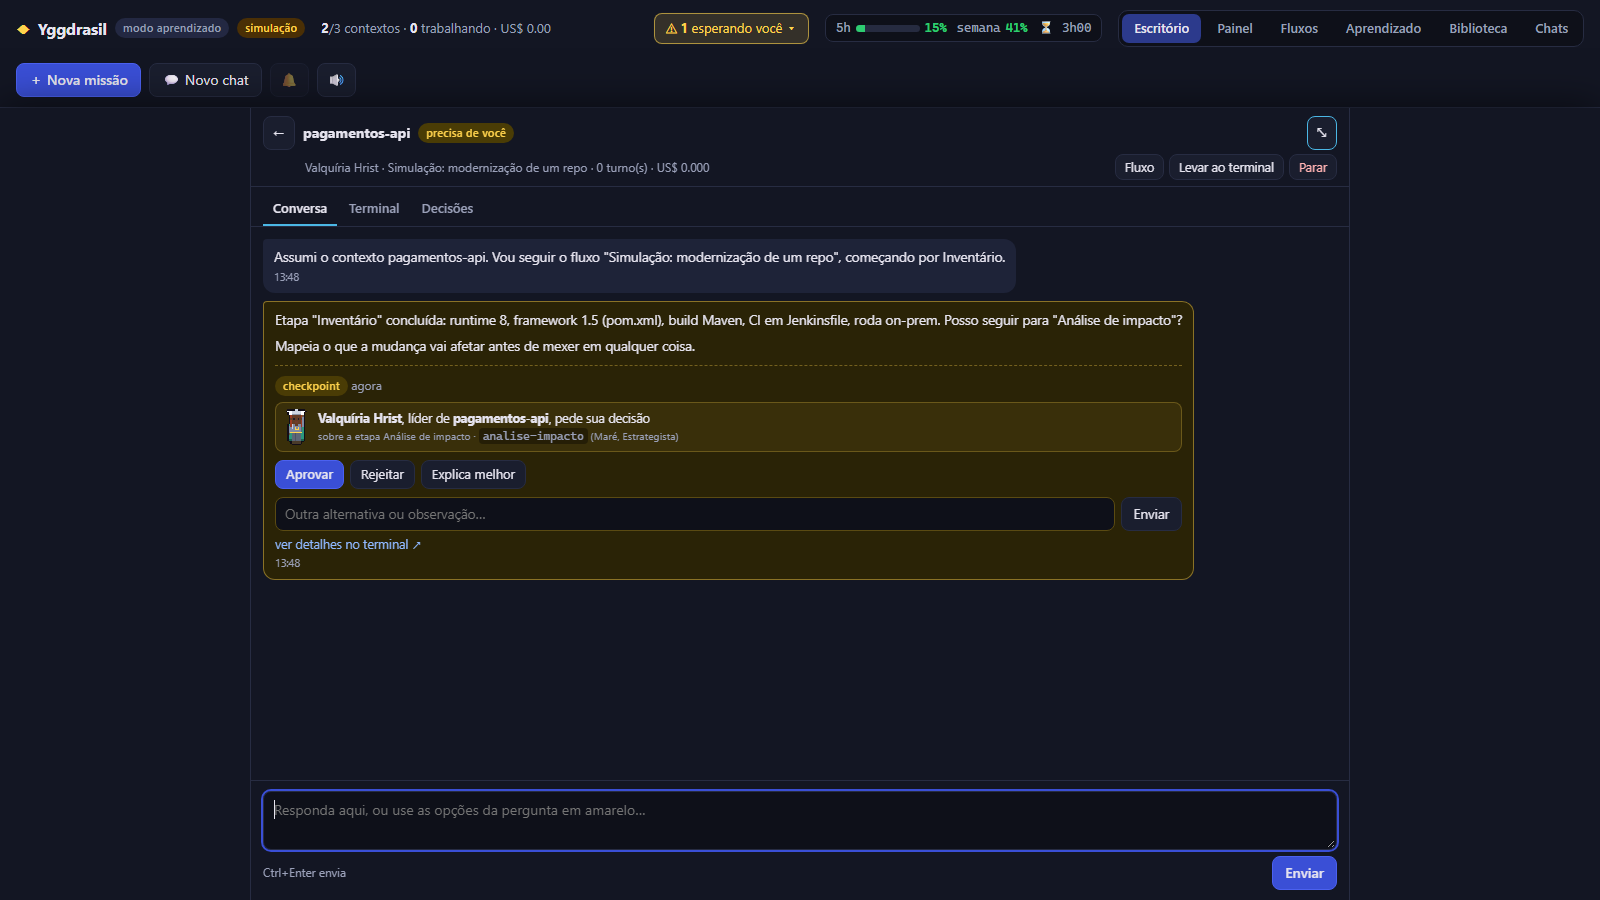 Yggdrasil modo aprendizado simulação 2/3 contextos · 0 trabalhando · US$ 0.00 ⚠ 1 esperando você 5h 15% semana 41% ⌛ 3h00 Escritório Painel Fluxos Aprendizado Biblioteca Chats
+ Nova missão Novo chat
← pagamentos-api precisa de você
Valquíria Hrist · Simulação: modernização de um repo · 0 turno(s) · US$ 0.000 Fluxo Levar ao terminal Parar
Conversa Terminal Decisões
Assumi o contexto pagamentos-api. Vou seguir o fluxo "Simulação: modernização de um repo", começando por Inventário.
13:48
Etapa "Inventário" concluída: runtime 8, framework 1.5 (pom.xml), build Maven, CI em Jenkinsfile, roda on-prem. Posso seguir para "Análise de impacto"?
Mapeia o que a mudança vai afetar antes de mexer em qualquer coisa.
checkpoint agora
Valquíria Hrist, líder de pagamentos-api, pede sua decisão
sobre a etapa Análise de impacto · analise-impacto (Maré, Estrategista)
Aprovar Rejeitar Explica melhor
Outra alternativa ou observação... Enviar
ver detalhes no terminal ↗
13:48
Responda aqui, ou use as opções da pergunta em amarelo...
Ctrl+Enter envia Enviar